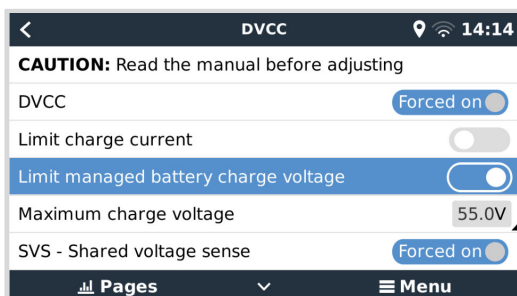 DVCC
14:14
CAUTION: Read the manual before adjusting
DVCC Forced on
Limit charge current
Limit managed battery charge voltage
Maximum charge voltage 55.0V
SVS - Shared voltage sense Forced on
Pages Menu